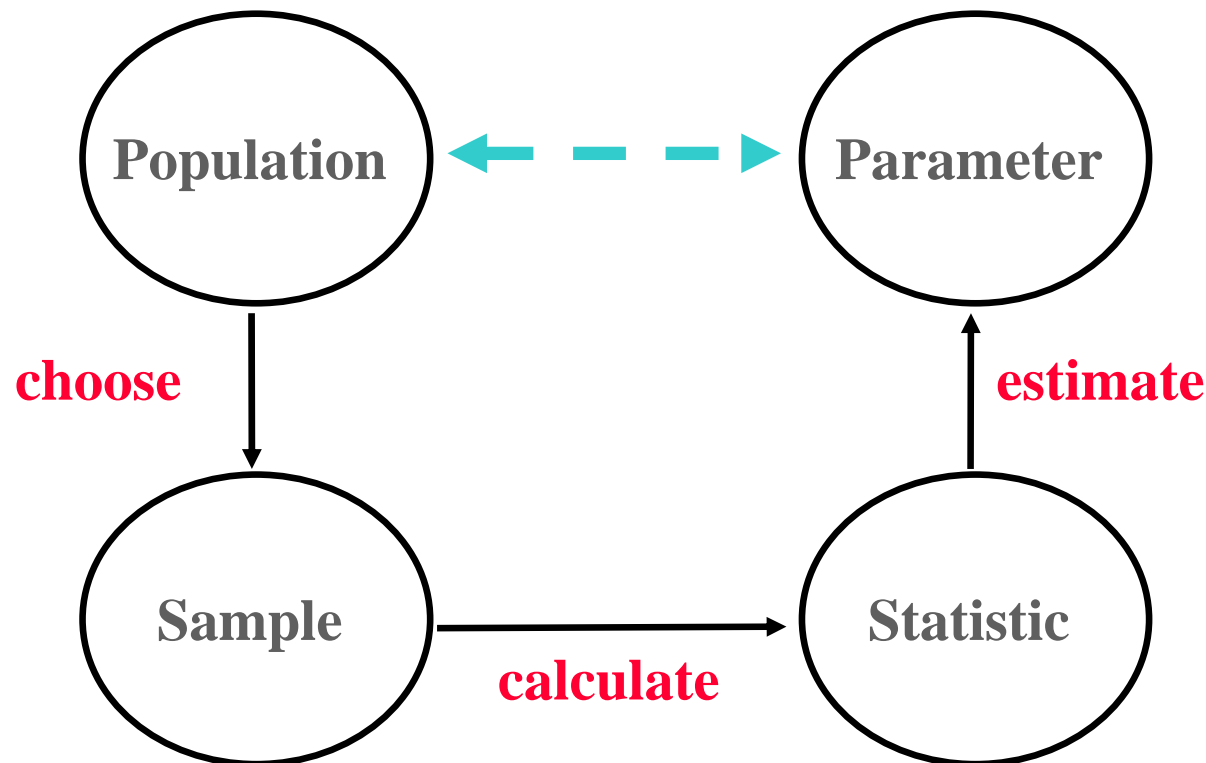 Population
Parameter
choose
estimate
Sample
Statistic
calculate